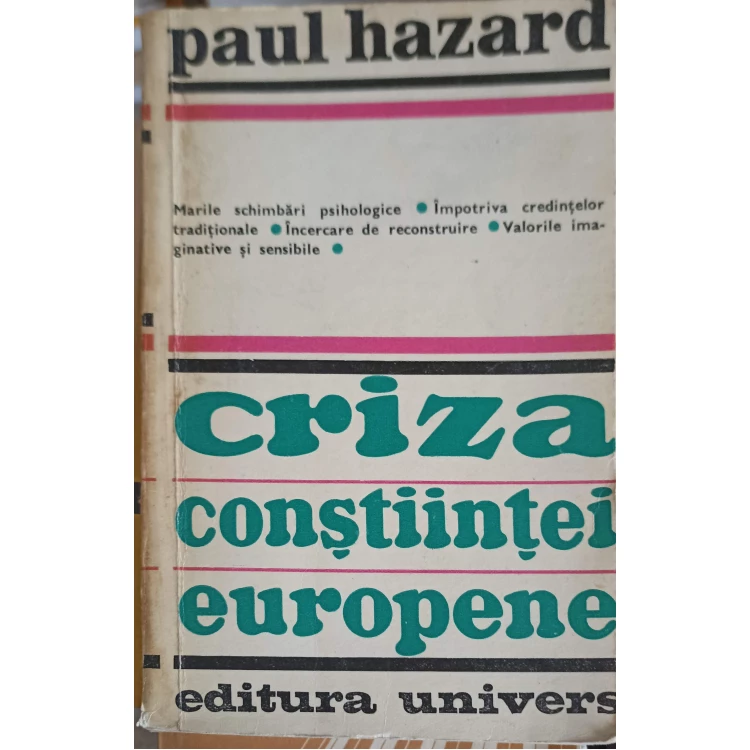 paul hazard
Marile schimbări psihologice ● Împotriva credințelor
tradiționale ● Încercare de reconstruire ● Valorile ima-
ginative și sensibile ●
criza
conștiinței
europene
editura univers